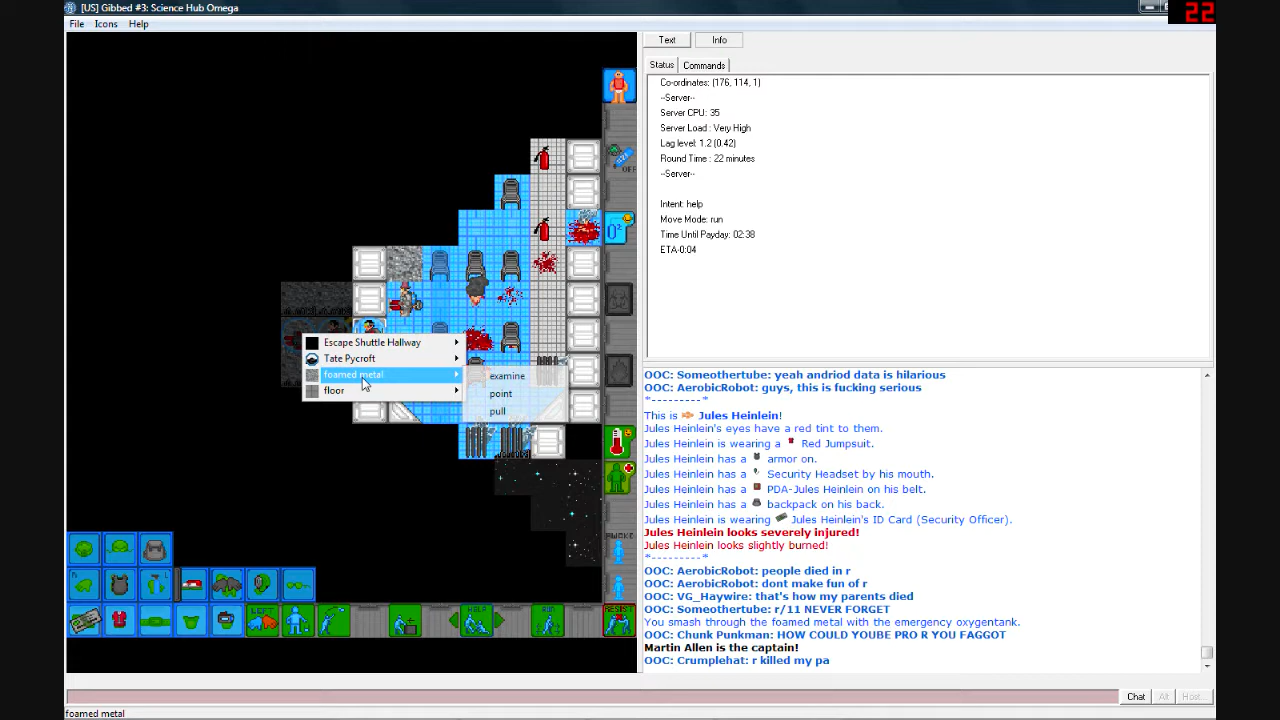 [US] Gibbed #3: Science Hub Omega
22
File Icons Help
Text Info
Status Commands
Co-ordinates: (176, 114, 1)
--Server--
Server CPU: 35
Server Load : Very High
Lag level: 1.2 (0.42)
Round Time : 22 minutes
--Server--
Intent: help
Move Mode: run
Time Until Payday: 02:38
ETA-0:04
OFF
Escape Shuttle Hallway
Tate Pycroft
foamed metal
floor
examine
point
pull
OOC: Someothertube: yeah andriod data is hilarious
OOC: AerobicRobot: guys, this is fucking serious
*---------*
This is Jules Heinlein!
Jules Heinlein's eyes have a red tint to them.
Jules Heinlein is wearing a Red Jumpsuit.
Jules Heinlein has a armor on.
Jules Heinlein has a Security Headset by his mouth.
Jules Heinlein has a PDA-Jules Heinlein on his belt.
Jules Heinlein has a backpack on his back.
Jules Heinlein is wearing Jules Heinlein's ID Card (Security Officer).
Jules Heinlein looks severely injured!
Jules Heinlein looks slightly burned!
*---------*
OOC: AerobicRobot: people died in r
OOC: AerobicRobot: dont make fun of r
OOC: VG_Haywire: that's how my parents died
OOC: Someothertube: r/11 NEVER FORGET
You smash through the foamed metal with the emergency oxygentank.
OOC: Chunk Punkman: HOW COULD YOUBE PRO R YOU FAGGOT
Martin Allen is the captain!
OOC: Crumplehat: r killed my pa
AWAKE
LEFT
HELP
RUN
RESIST
Chat Alt Host...
foamed metal